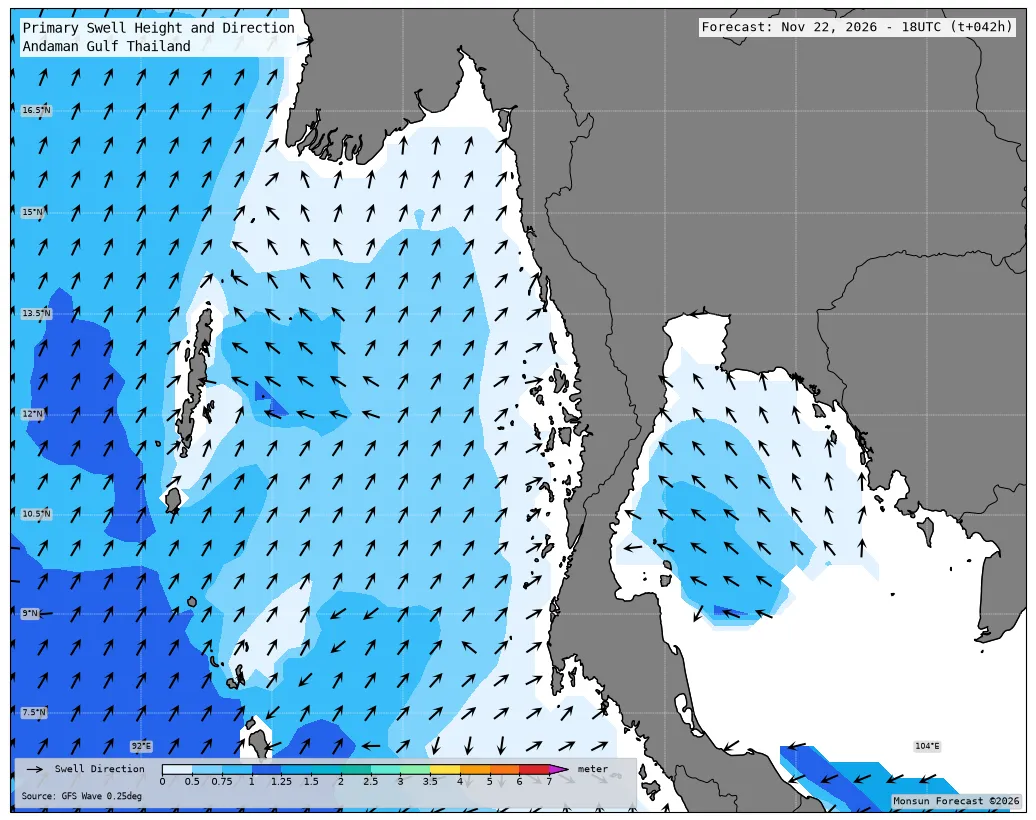 Primary Swell Height and Direction
Andaman Gulf Thailand
Forecast: Nov 22, 2026 - 18UTC (t+042h)
16.5°N
15°N
13.5°N
12°N
10.5°N
9°N
7.5°N
92°E
104°E
Swell Direction
0 0.5 0.75 1 1.25 1.5 2 2.5 3 3.5 4 5 6 7
meter
Source: GFS Wave 0.25deg
Monsun Forecast ©2026